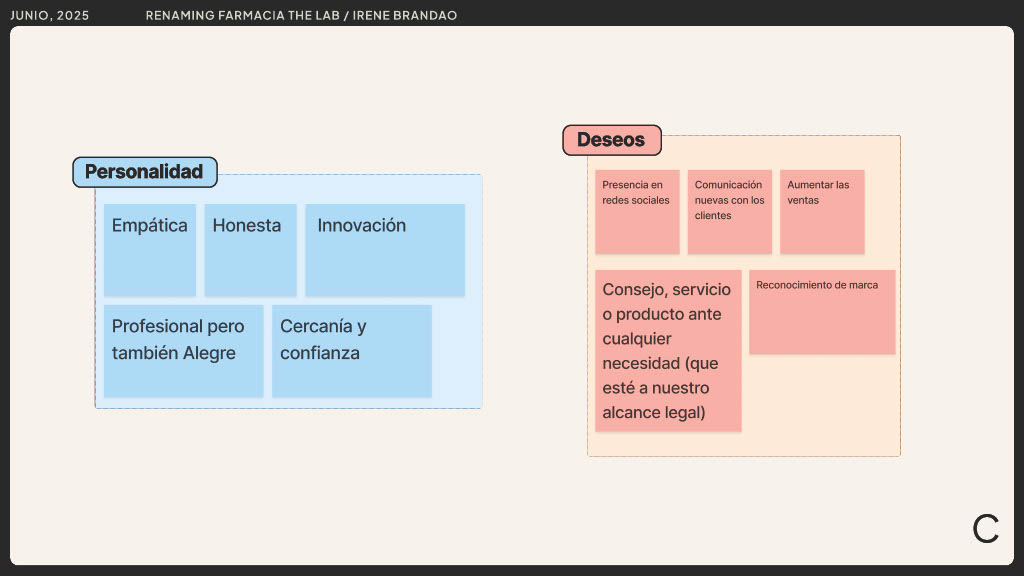 JUNIO, 2025
RENAMING FARMACIA THE LAB / IRENE BRANDAO
Personalidad
Empática
Honesta
Innovación
Profesional pero
también Alegre
Cercanía y
confianza
Deseos
Presencia en
redes sociales
Comunicación
nuevas con los
clientes
Aumentar las
ventas
Consejo, servicio
o producto ante
cualquier
necesidad (que
esté a nuestro
alcance legal)
Reconocimiento de marca
C